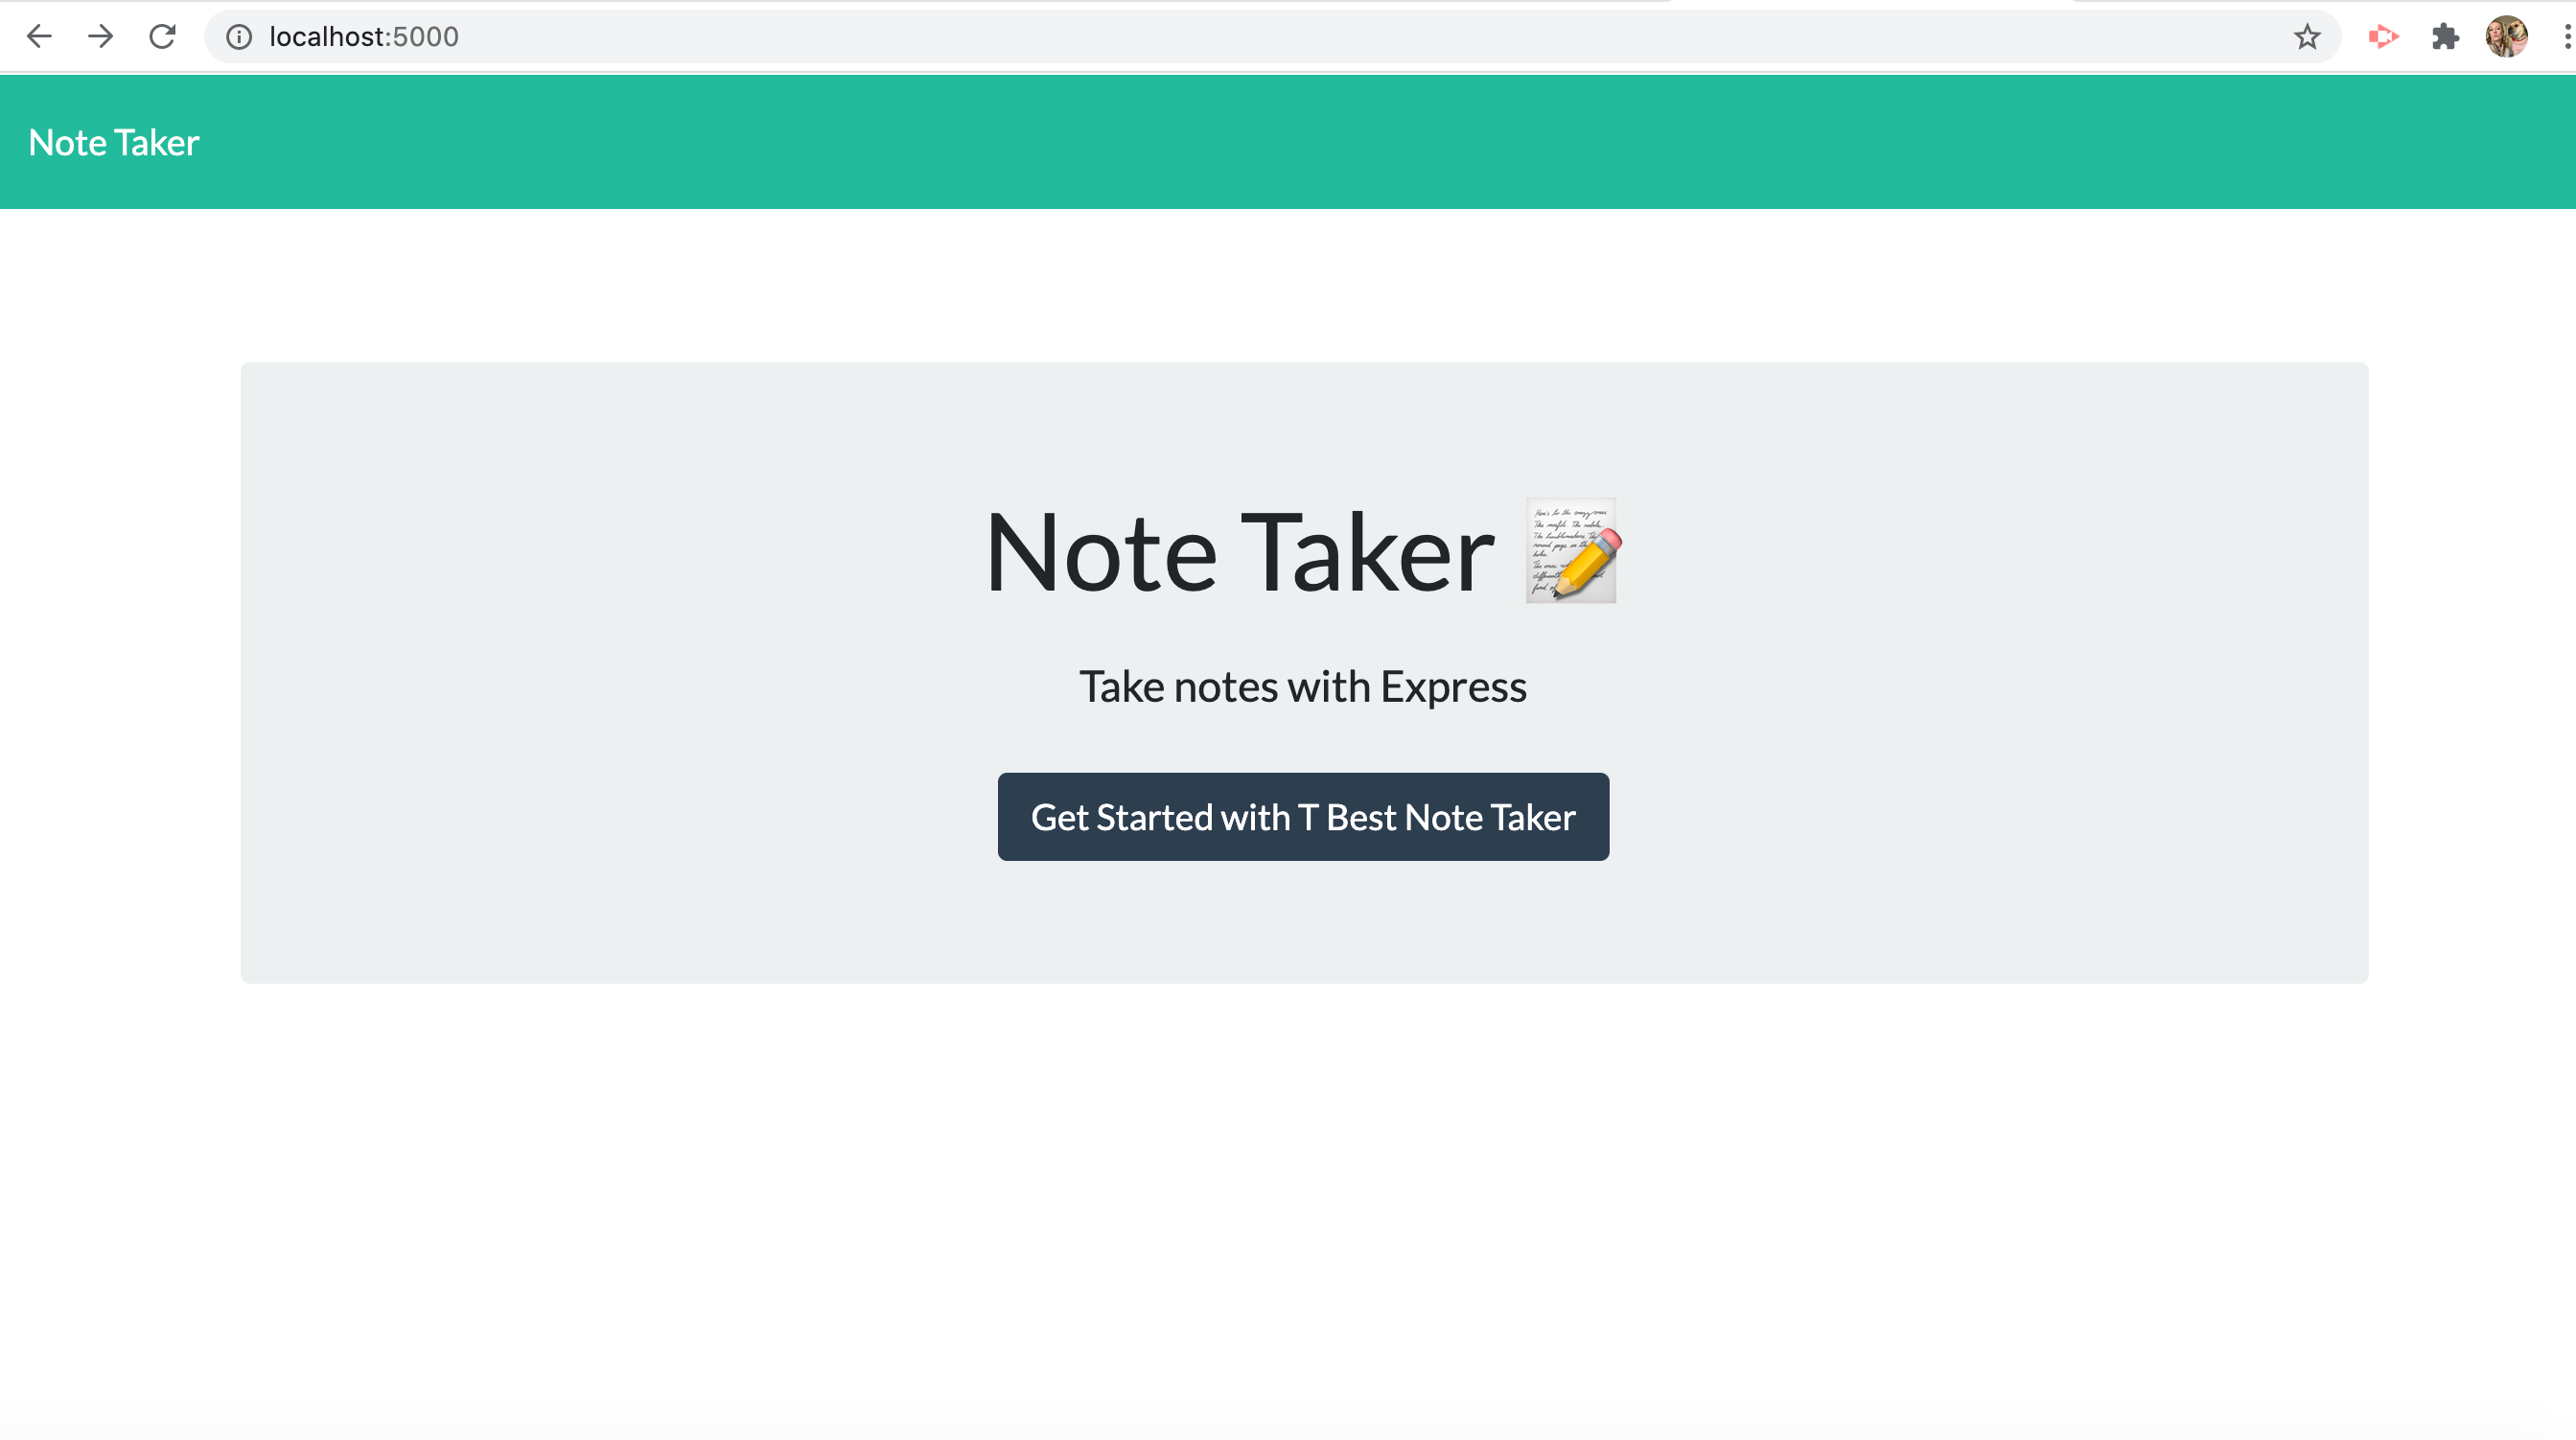 localhost:5000
Note Taker
Note Taker
Take notes with Express
Get Started with T Best Note Taker